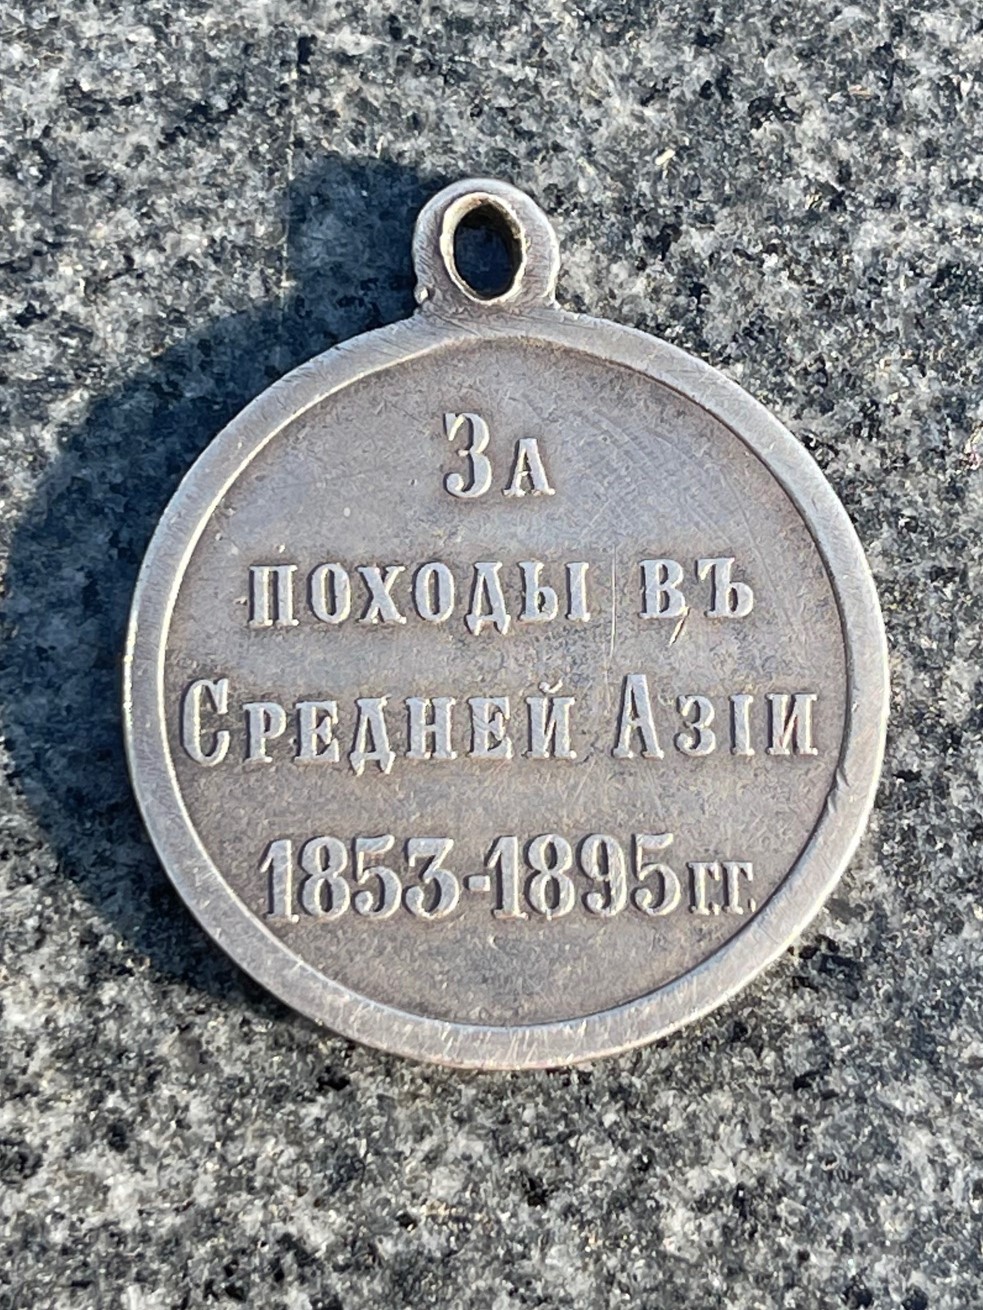 За
походы въ
Средней Азіи
1853-1895 гг.